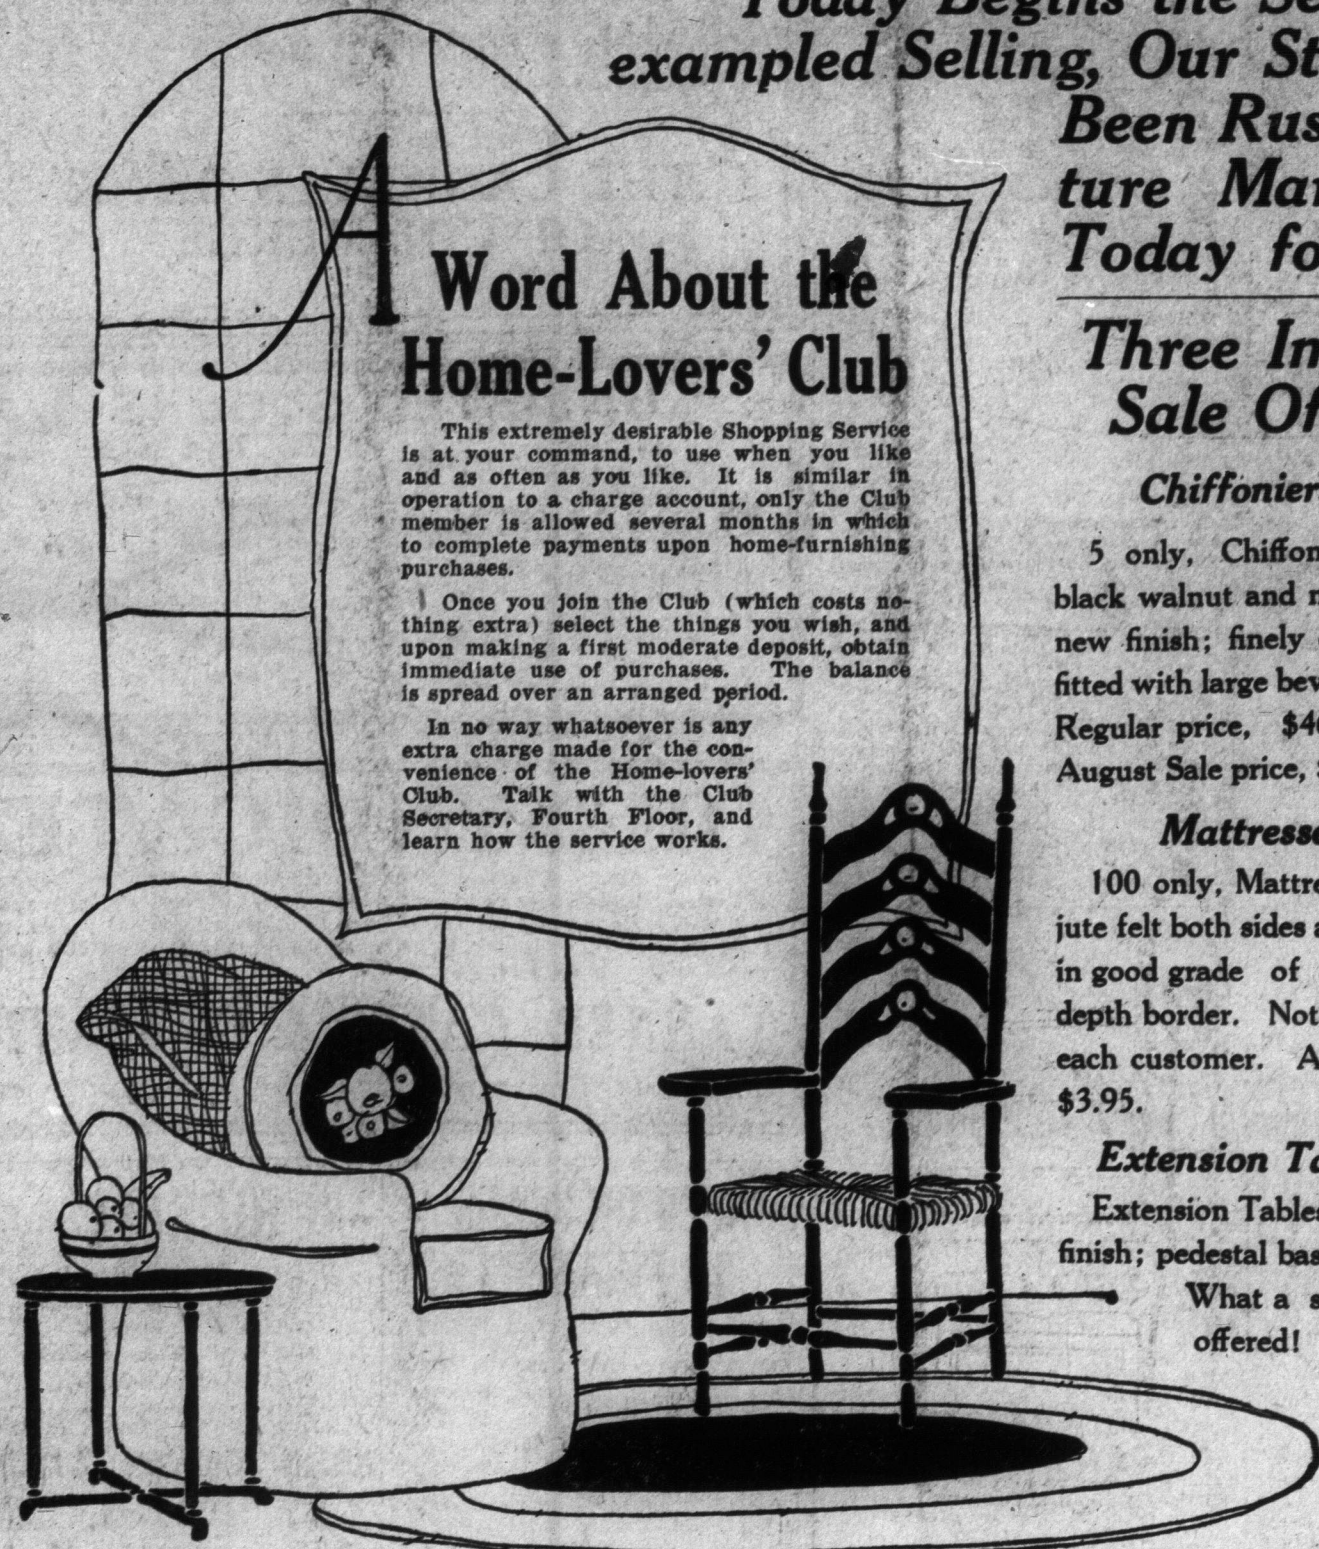 Today Begins the Se
exampled Selling, Our St
Been Rus
ture Mar
Today fo
A Word About the
Home-Lovers' Club
This extremely desirable Shopping Service
is at your command, to use when you like
and as often as you like. It is similar in
operation to a charge account, only the Club
member is allowed several months in which
to complete payments upon home-furnishing
purchases.
Once you join the Club (which costs no-
thing extra) select the things you wish, and
upon making a first moderate deposit, obtain
immediate use of purchases. The balance
is spread over an arranged period.
In no way whatsoever is any
extra charge made for the con-
venience of the Home-lovers'
Club. Talk with the Club
Secretary, Fourth Floor, and
learn how the service works.
Three In
Sale Of
Chiffonier
5 only, Chiffon
black walnut and
new finish; finely
fitted with large bev
Regular price, $4
August Sale price,
Mattresse
100 only, Mattre
jute felt both sides a
in good grade of
depth border. Not
each customer. A
$3.95.
Extension Ta
Extension Tables
finish; pedestal bas
What a s
offered!